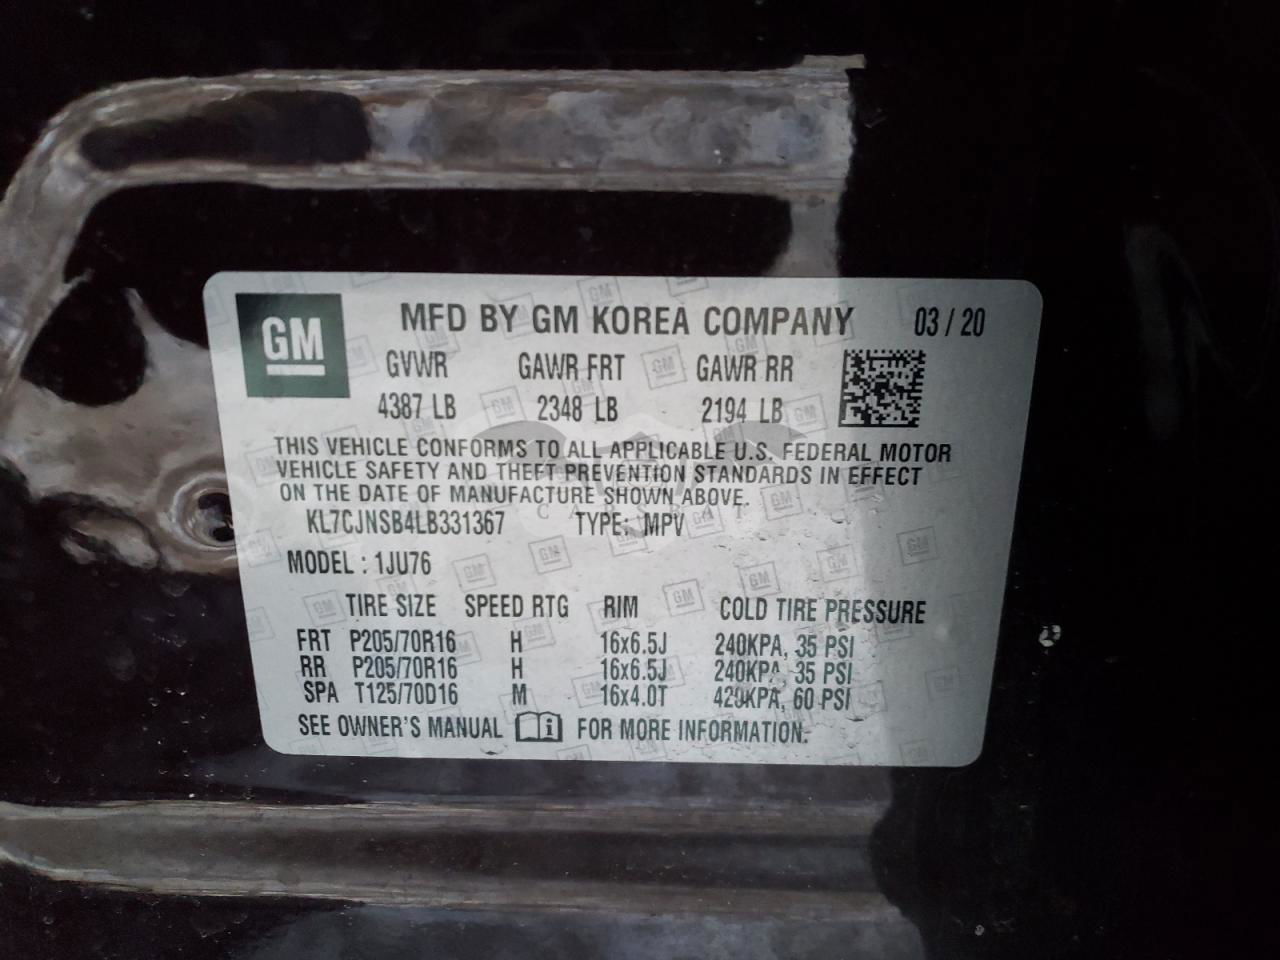 GM MFD BY GM KOREA COMPANY 03 / 20
GVWR GAWR FRT GAWR RR
4387 LB 2348 LB 2194 LB
THIS VEHICLE CONFORMS TO ALL APPLICABLE U.S. FEDERAL MOTOR
VEHICLE SAFETY AND THEFT PREVENTION STANDARDS IN EFFECT
ON THE DATE OF MANUFACTURE SHOWN ABOVE.
KL7CJNSB4LB331367 TYPE: MPV
MODEL : 1JU76
TIRE SIZE SPEED RTG RIM COLD TIRE PRESSURE
FRT P205/70R16 H 16x6.5J 240KPA, 35 PSI
RR P205/70R16 H 16x6.5J 240KPA, 35 PSI
SPA T125/70D16 M 16x4.0T 420KPA, 60 PSI
SEE OWNER'S MANUAL i FOR MORE INFORMATION.